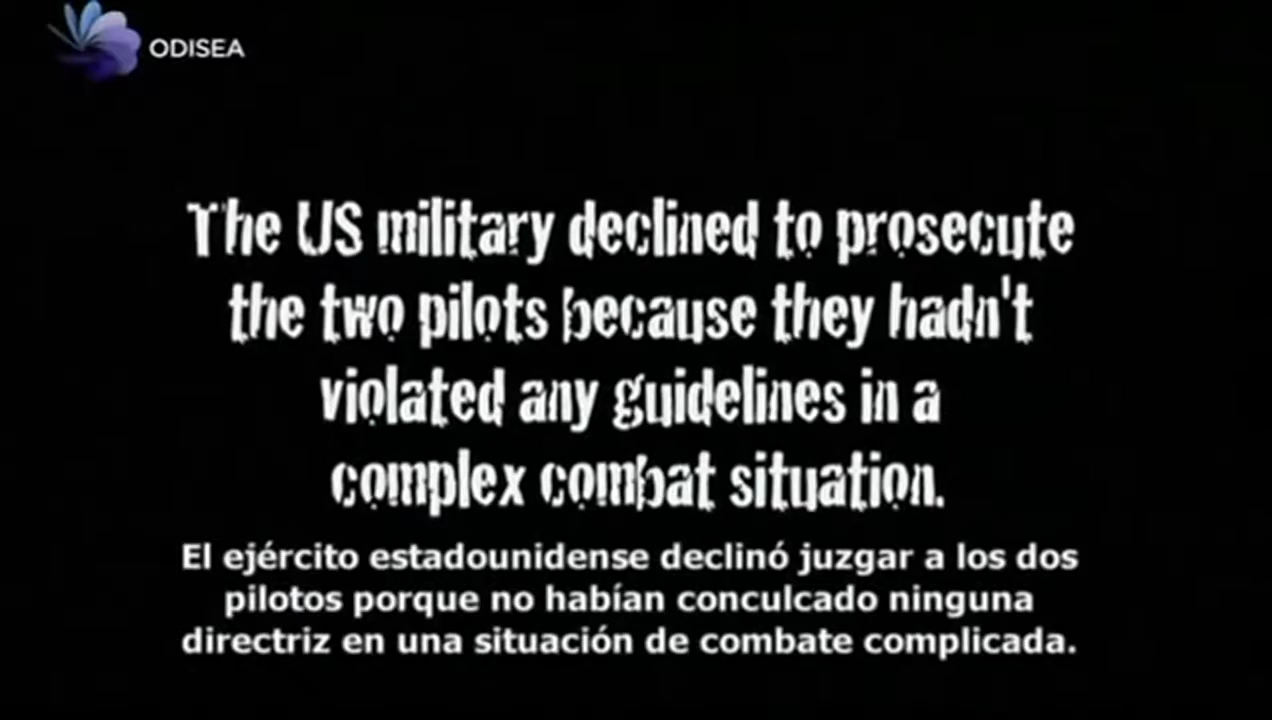 ODISEA
The US military declined to prosecute
the two pilots because they hadn't
violated any guidelines in a
complex combat situation.
El ejército estadounidense declinó juzgar a los dos
pilotos porque no habían conculcado ninguna
directriz en una situación de combate complicada.